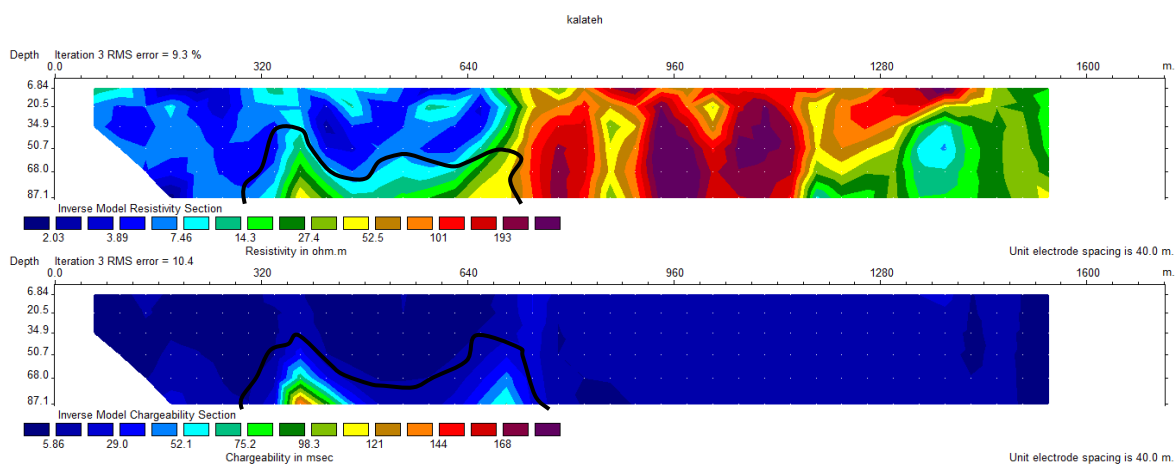 kalateh
Depth Iteration 3 RMS error = 9.3 %
0.0 320 640 960 1280 1600 m.
6.84
20.5
34.9
50.7
68.0
87.1
Inverse Model Resistivity Section
2.03 3.89 7.46 14.3 27.4 52.5 101 193
Resistivity in ohm.m Unit electrode spacing is 40.0 m.
Depth Iteration 3 RMS error = 10.4
0.0 320 640 960 1280 1600 m.
6.84
20.5
34.9
50.7
68.0
87.1
Inverse Model Chargeability Section
5.86 29.0 52.1 75.2 98.3 121 144 168
Chargeability in msec Unit electrode spacing is 40.0 m.